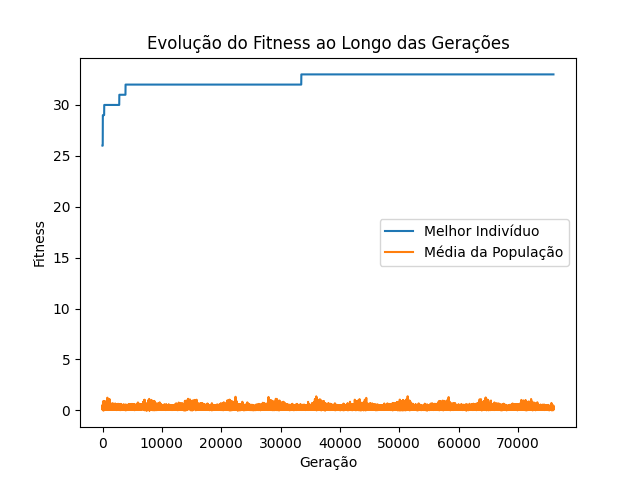 Evolução do Fitness ao Longo das Gerações
Fitness
30
25
20
15
10
5
0
Melhor Indivíduo
Média da População
0 10000 20000 30000 40000 50000 60000 70000
Geração